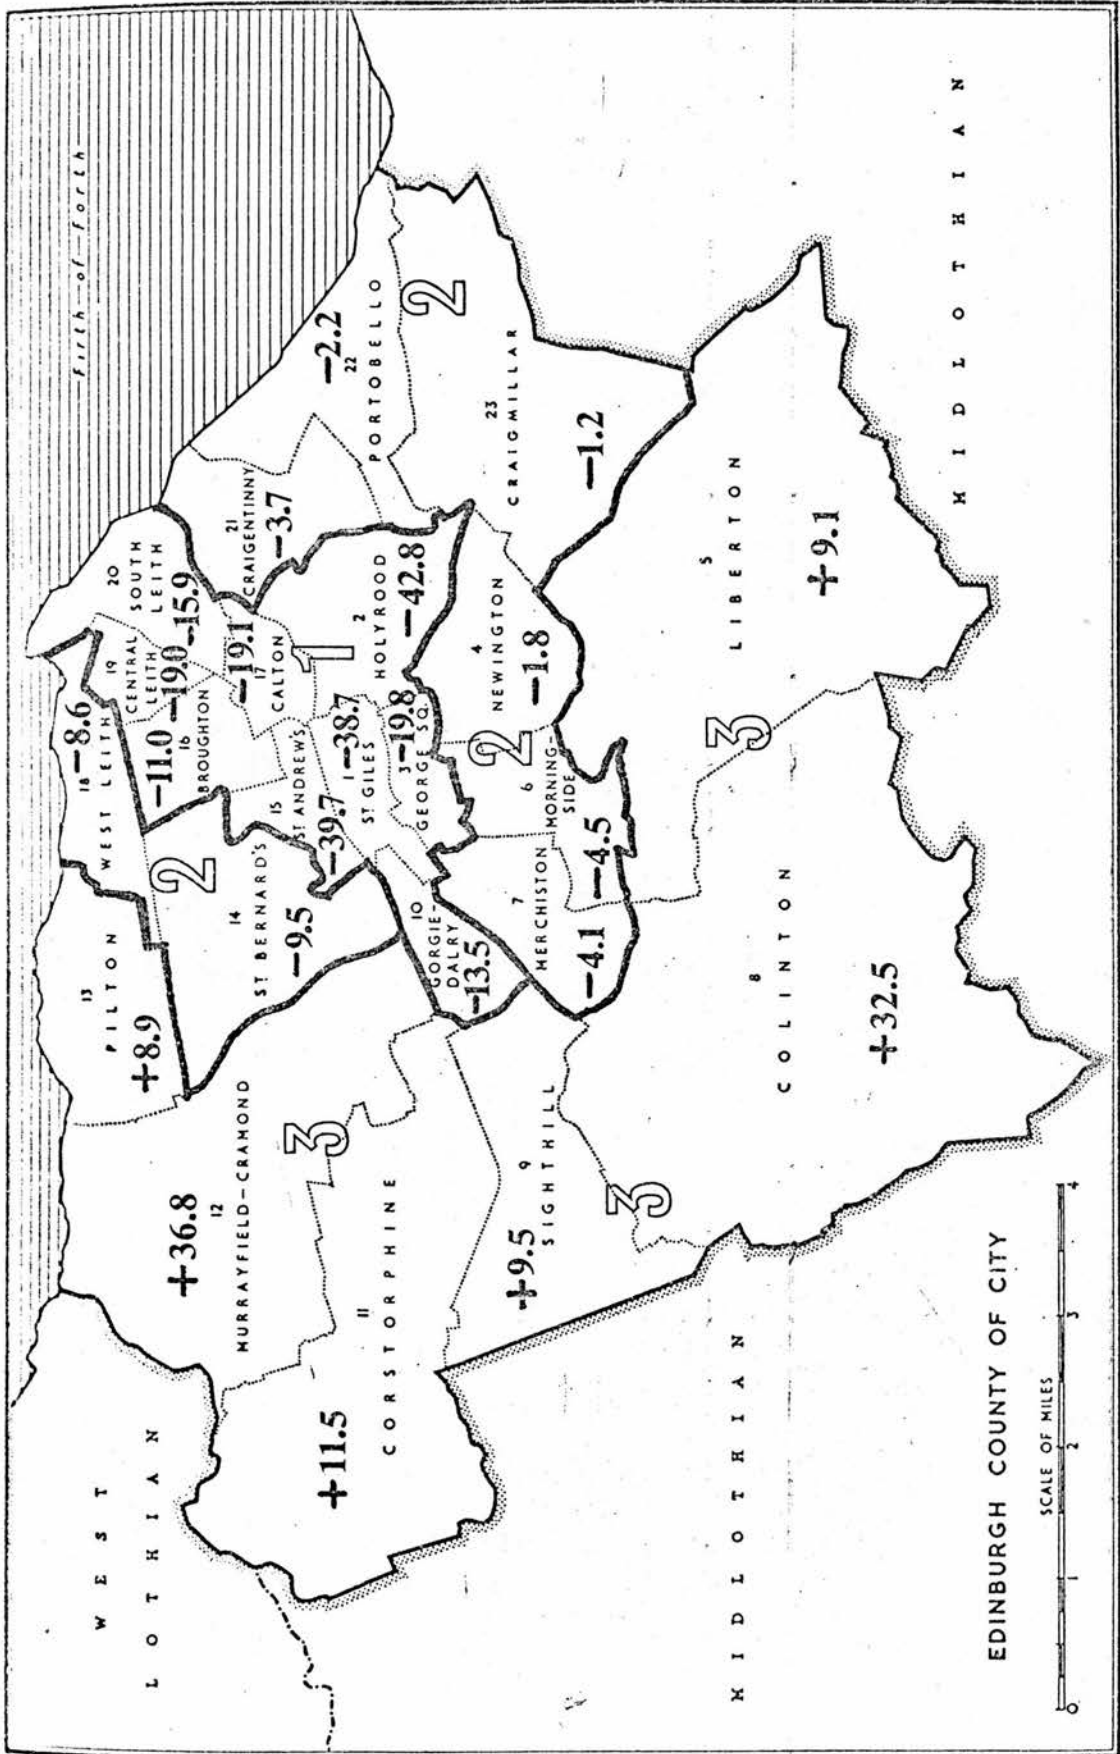 Firth of Forth
WEST
LOTHIAN
MIDLOTHIAN
MIDLOTHIAN
13
PILTON
+8.9
18 −8.6
WEST LEITH
19
CENTRAL
LEITH
−19.0
20
SOUTH
LEITH
−15.9
−11.0
16
BROUGHTON
−19.1
17
CALTON
21
CRAIGENTINNY
−3.7
−2.2
22
PORTOBELLO
2
2
14
ST BERNARD'S
−9.5
15
ST ANDREWS
−39.7
1
1 −38.7
ST GILES
2
HOLYROOD
−42.8
3 −19.8
GEORGE SQ.
+36.8
12
MURRAYFIELD–CRAMOND
3
+11.5
11
CORSTORPHINE
10
GORGIE–
DALRY
−13.5
7
MERCHISTON
−4.1
2
6
MORNING–
SIDE
−4.5
4
NEWINGTON
−1.8
23
CRAIGMILLAR
−1.2
9
SIGHTHILL
+9.5
3
3
5
LIBERTON
+9.1
8
COLINTON
+32.5
EDINBURGH COUNTY OF CITY
SCALE OF MILES
0 1 2 3 4